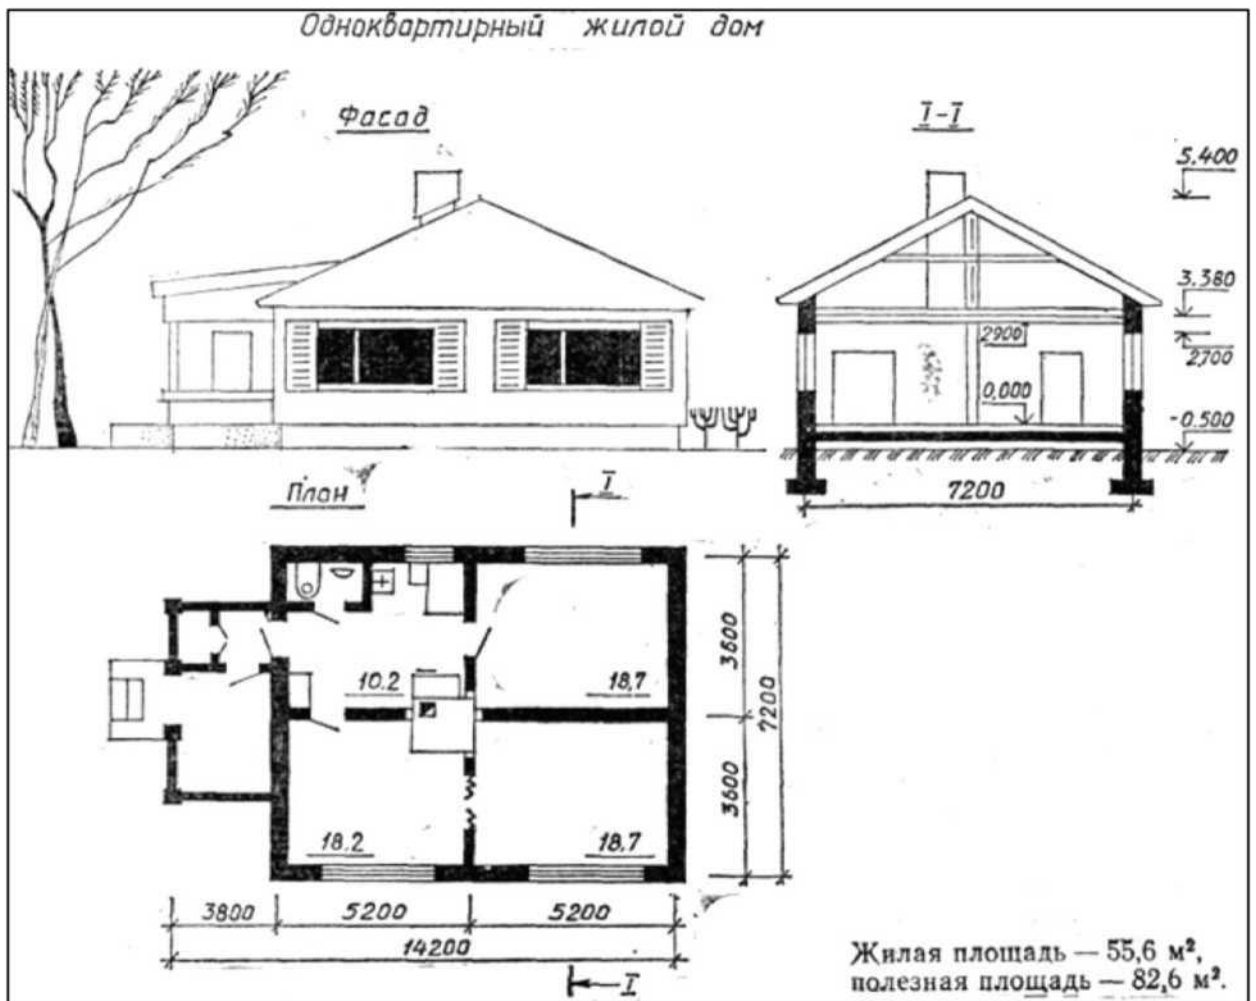 Одноквартирный жилой дом
Фасад
I-I
5.400
3.380
2900
2,700
0,000
-0.500
7200
План
I
3600
3600
7200
10.2
18,7
18.2
18.7
3800
5200
5200
14200
I
Жилая площадь — 55,6 м²,
полезная площадь — 82,6 м².